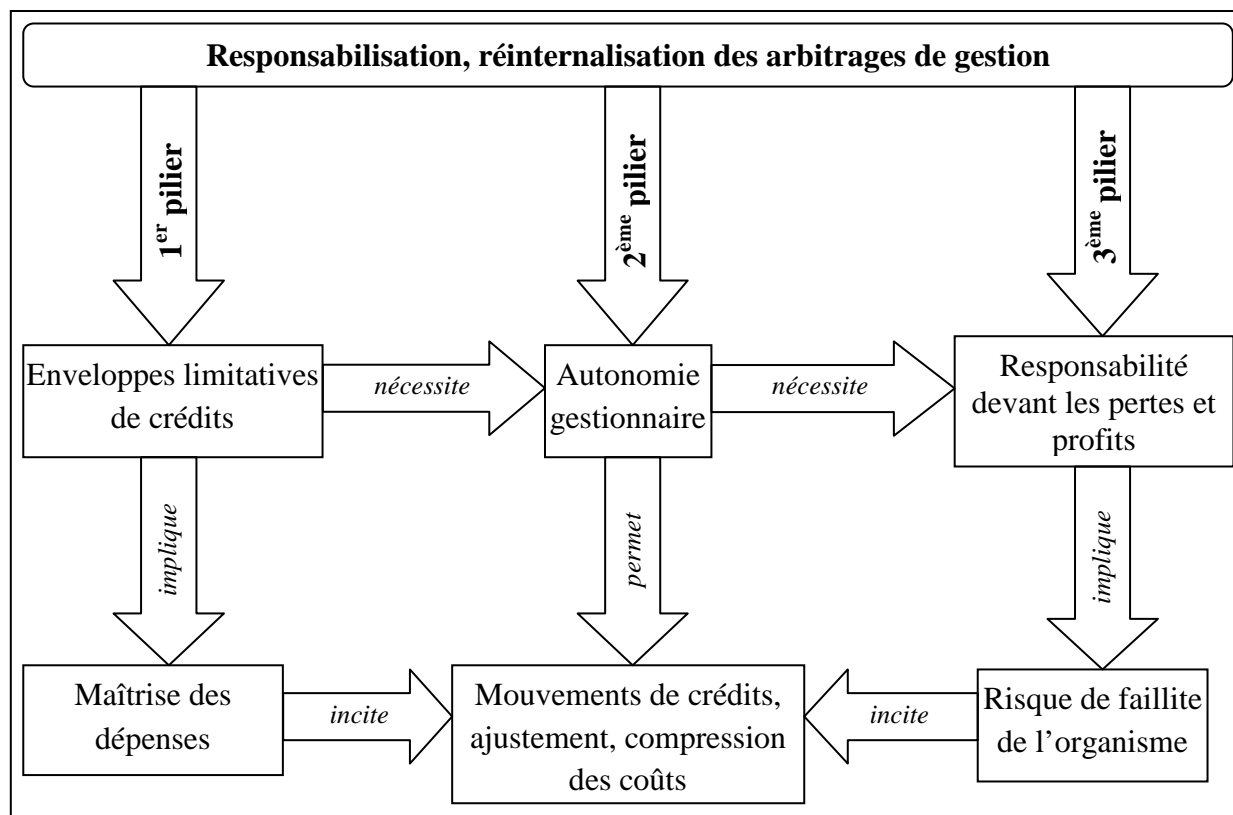 Responsabilisation, réinternalisation des arbitrages de gestion
1er pilier
2ème pilier
3ème pilier
Enveloppes limitatives
de crédits
nécessite
Autonomie
gestionnaire
nécessite
Responsabilité
devant les pertes et
profits
implique
permet
implique
Maîtrise des
dépenses
incite
Mouvements de crédits,
ajustement, compression
des coûts
incite
Risque de faillite
de l’organisme